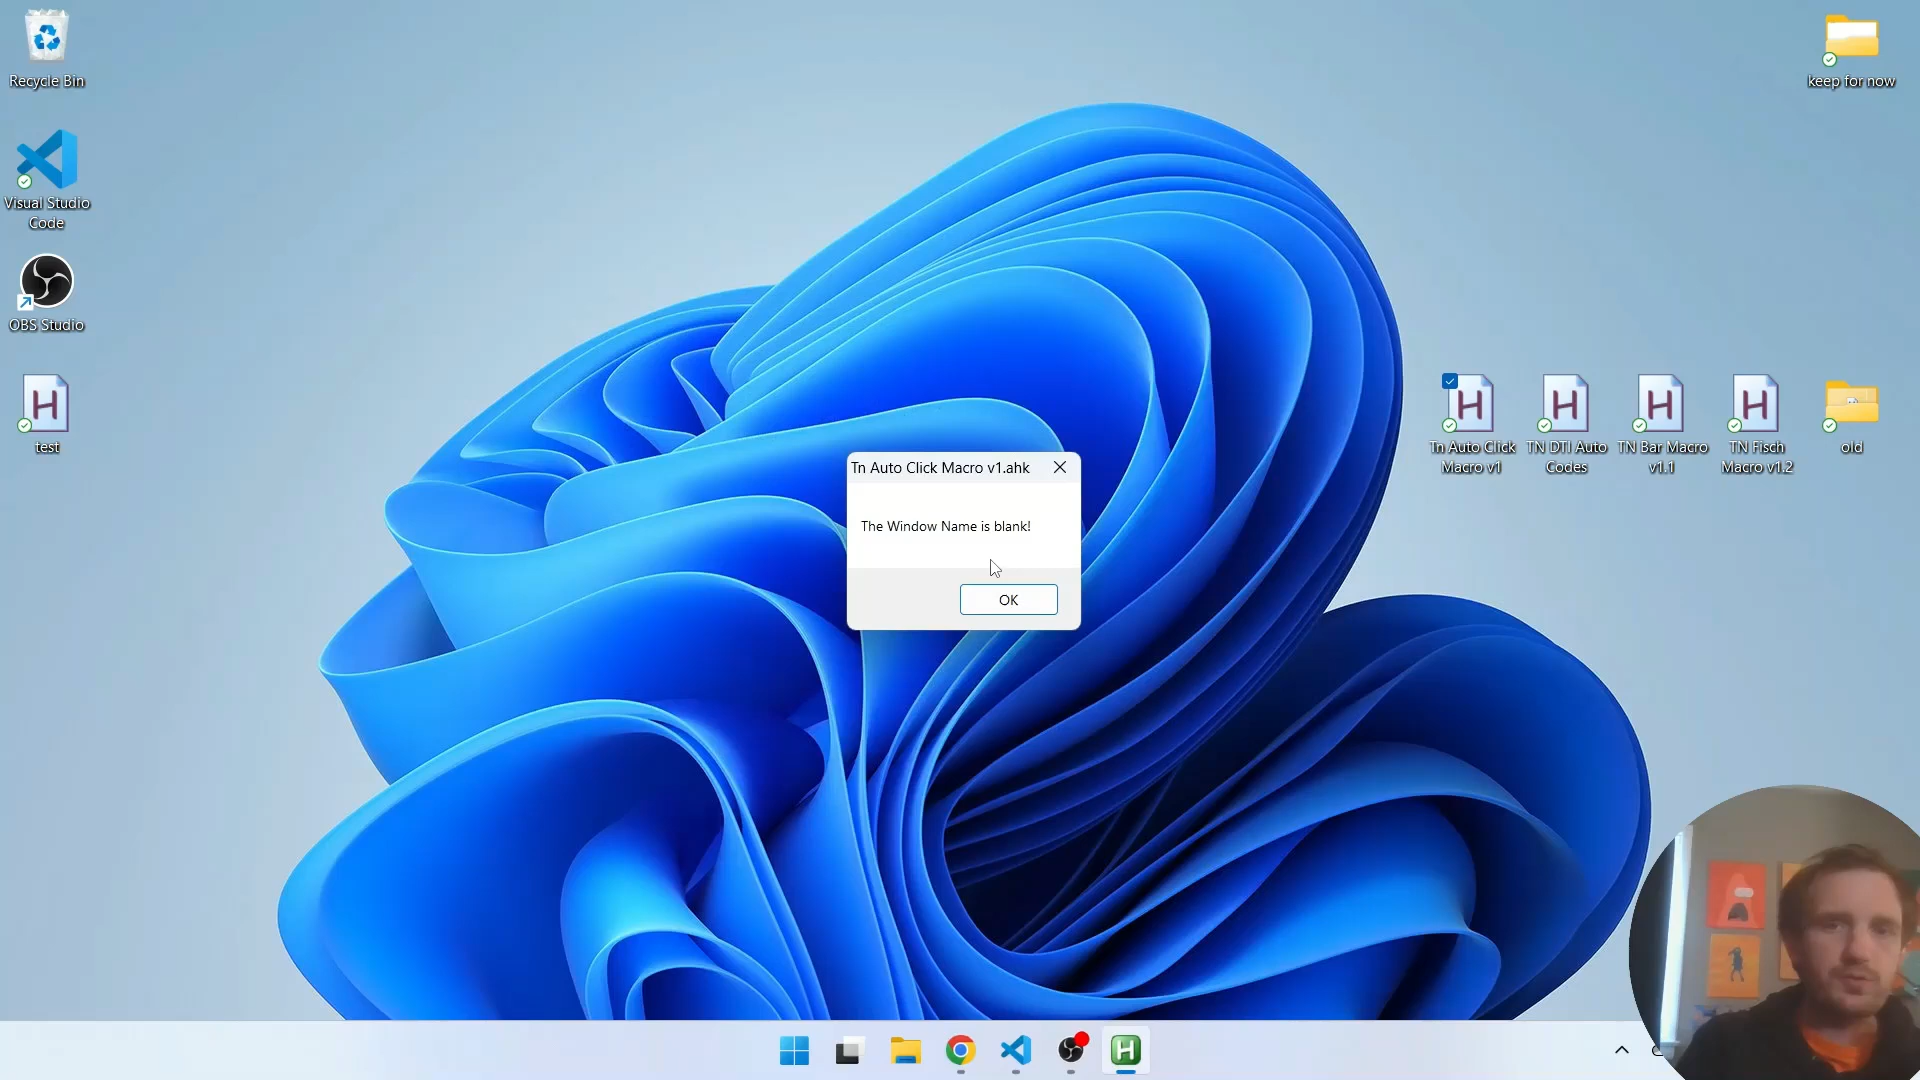 Recycle Bin
keep for now
Visual Studio
Code
OBS Studio
test
Tn Auto Click
Macro v1
TN DTI Auto
Codes
TN Bar Macro
v1.1
TN Fisch
Macro v1.2
old
Tn Auto Click Macro v1.ahk
The Window Name is blank!
OK